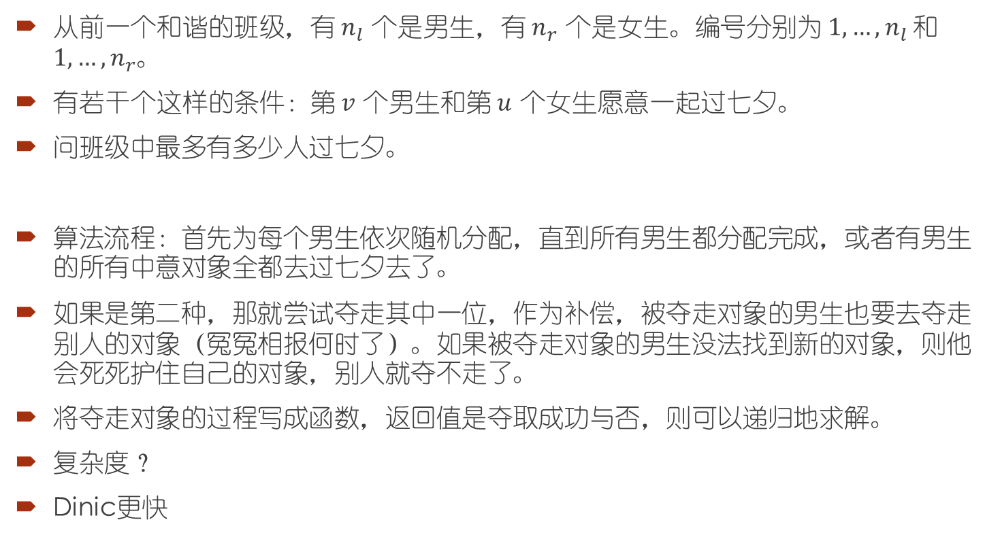 从前一个和谐的班级，有 nₗ 个是男生，有 nᵣ 个是女生。编号分别为 1, … , nₗ 和
1, … , nᵣ。
有若干个这样的条件：第 v 个男生和第 u 个女生愿意一起过七夕。
问班级中最多有多少人过七夕。
算法流程：首先为每个男生依次随机分配，直到所有男生都分配完成，或者有男生
的所有中意对象全都去过七夕去了。
如果是第二种，那就尝试夺走其中一位，作为补偿，被夺走对象的男生也要去夺走
别人的对象（冤冤相报何时了）。如果被夺走对象的男生没法找到新的对象，则他
会死死护住自己的对象，别人就夺不走了。
将夺走对象的过程写成函数，返回值是夺取成功与否，则可以递归地求解。
复杂度？
Dinic更快